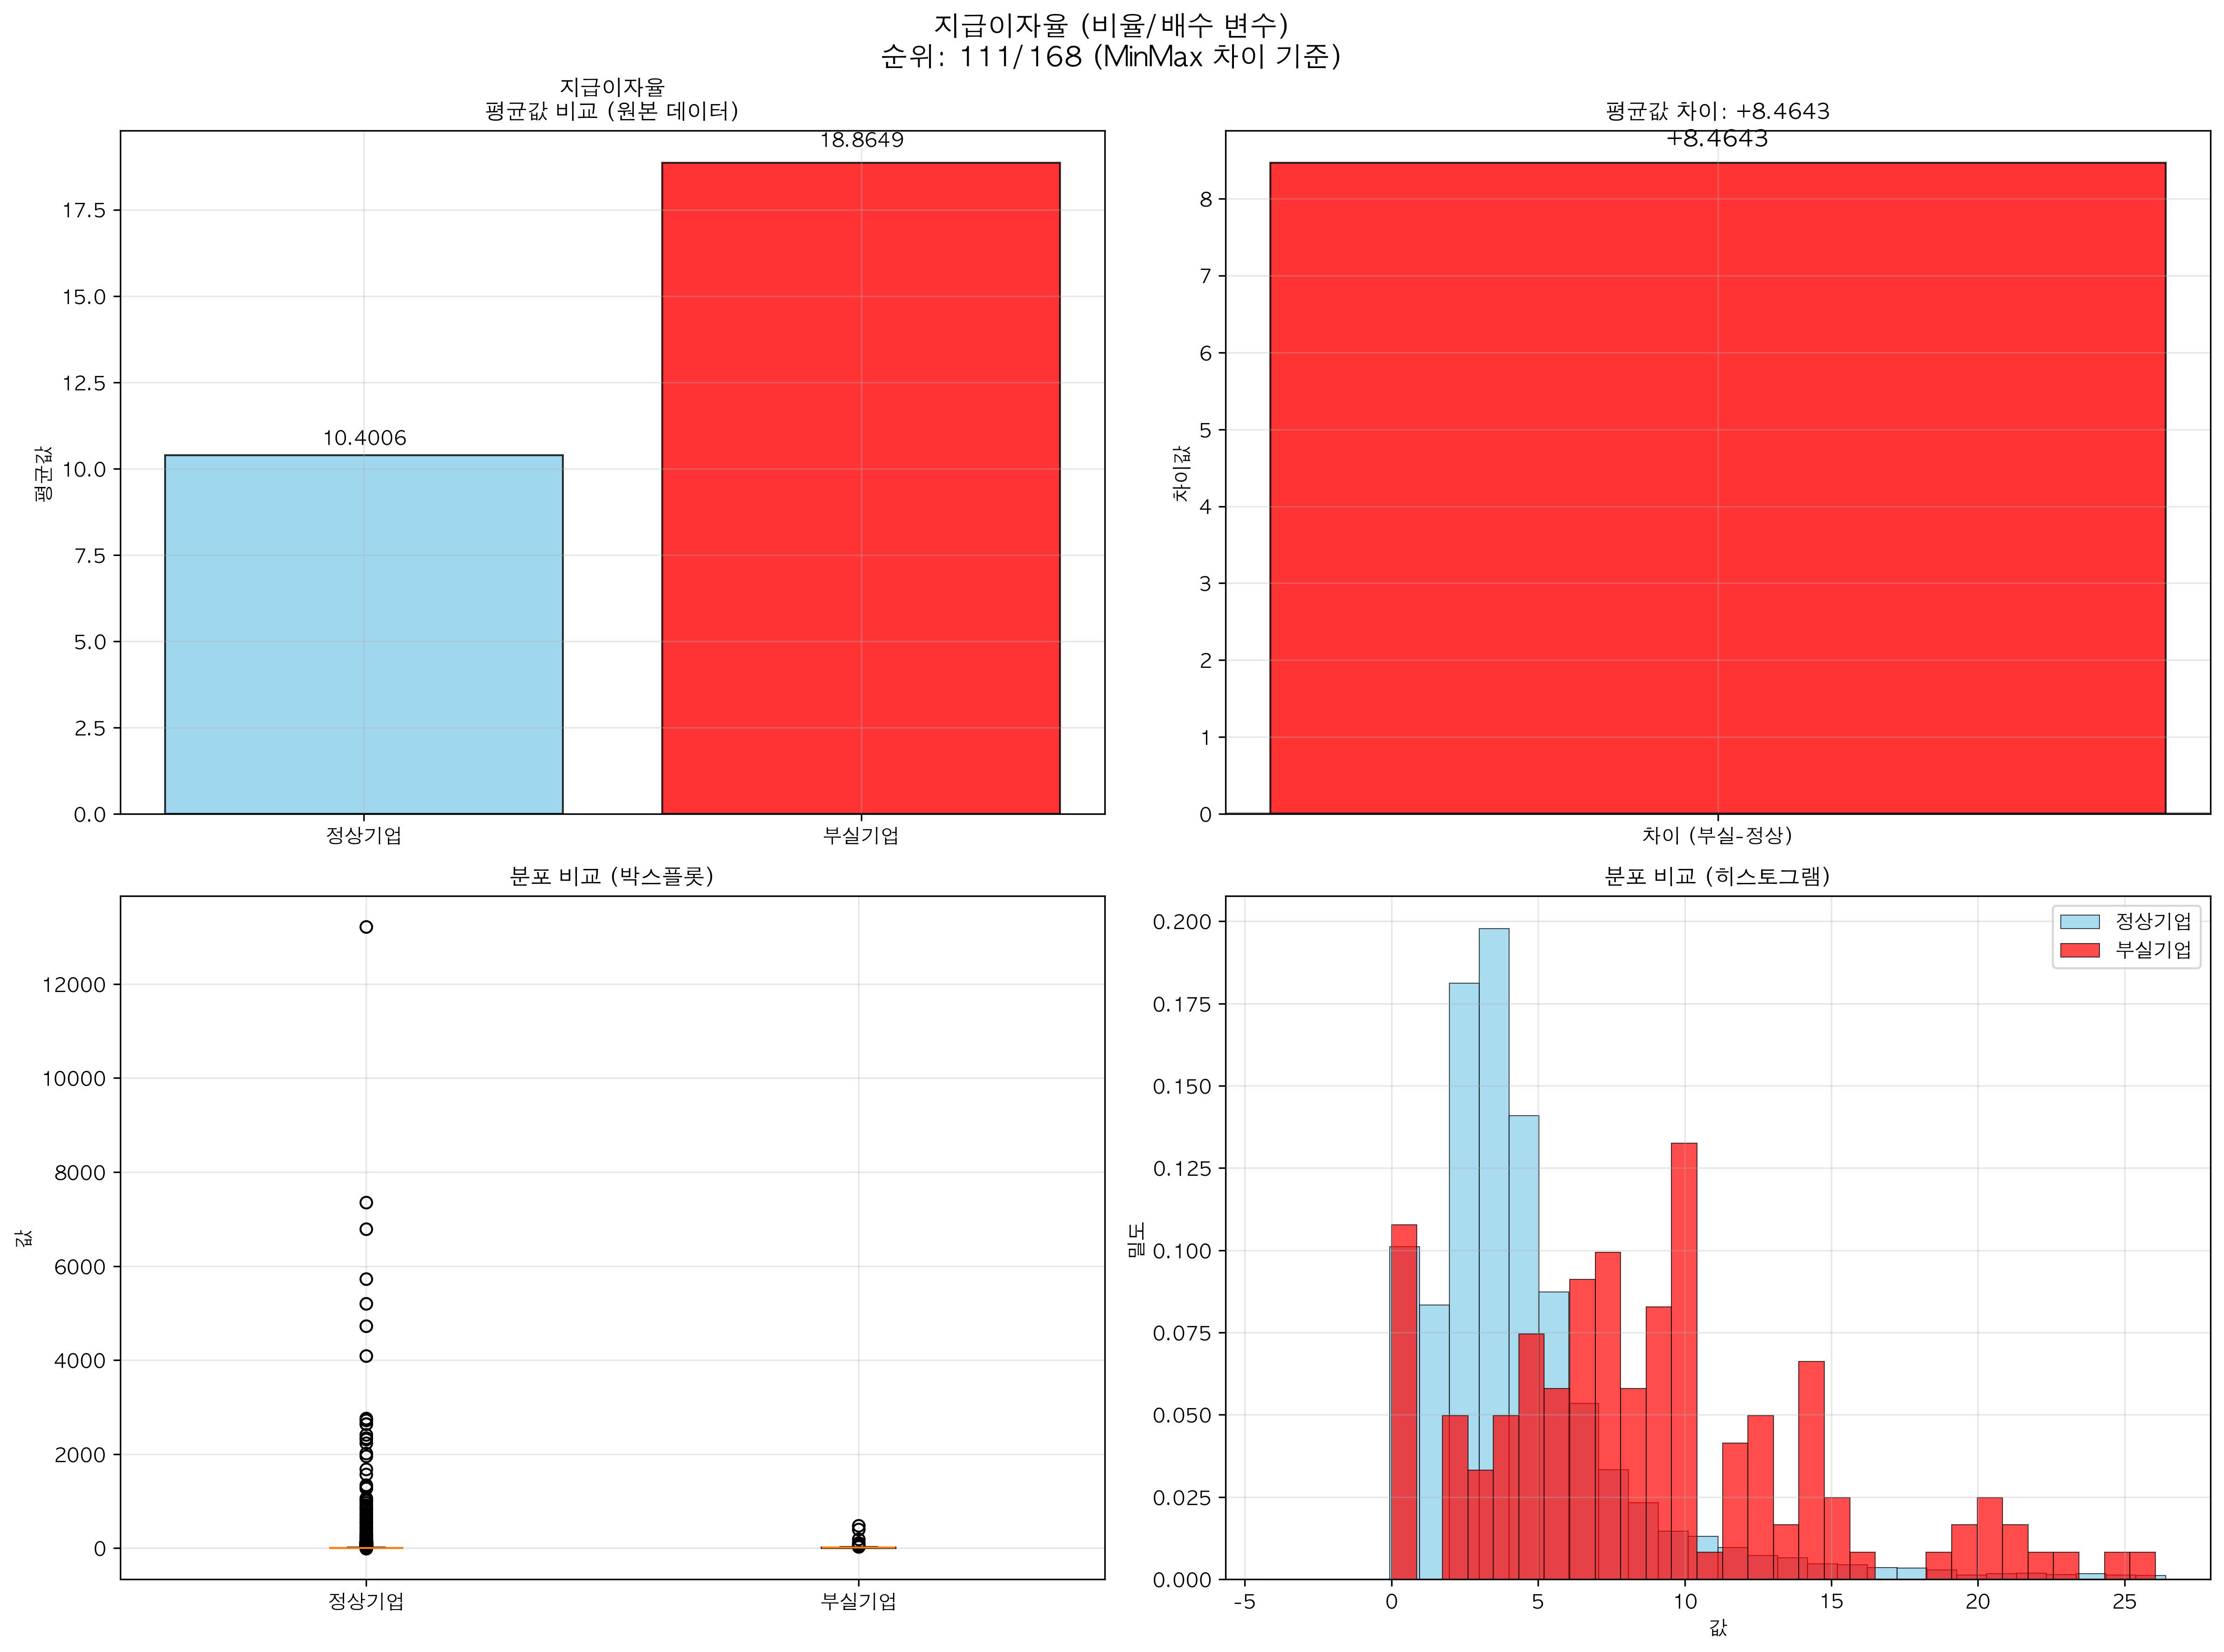 지급이자율 (비율/배수 변수)
순위: 111/168 (MinMax 차이 기준)
지급이자율
평균값 비교 (원본 데이터)
18.8649
10.4006
평균값
17.5
15.0
12.5
10.0
7.5
5.0
2.5
0.0
정상기업
부실기업
평균값 차이: +8.4643
+8.4643
차이값
8
7
6
5
4
3
2
1
0
차이 (부실-정상)
분포 비교 (박스플롯)
값
12000
10000
8000
6000
4000
2000
0
정상기업
부실기업
분포 비교 (히스토그램)
정상기업
부실기업
밀도
0.200
0.175
0.150
0.125
0.100
0.075
0.050
0.025
0.000
-5
0
5
10
15
20
25
값